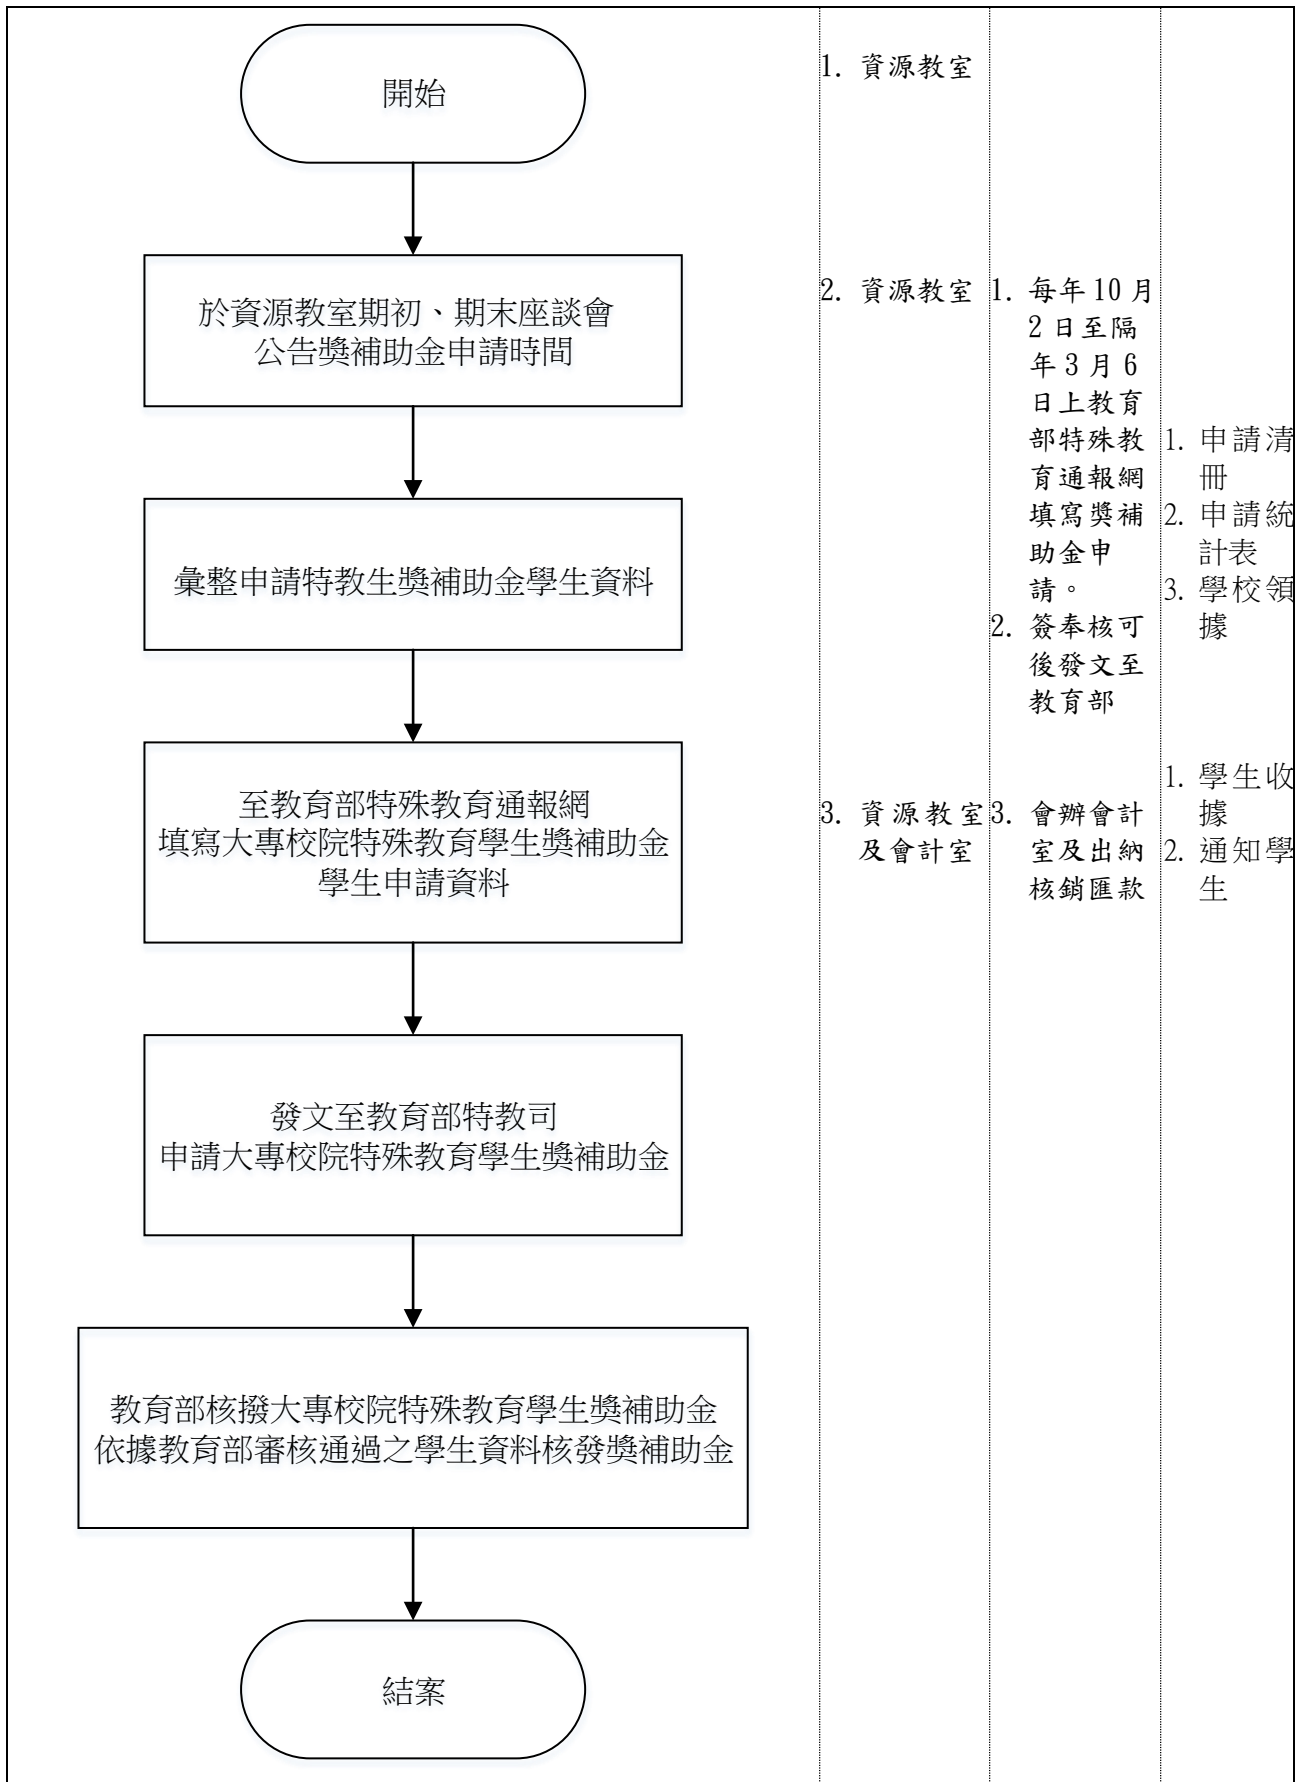 開始
於資源教室期初、期末座談會
公告獎補助金申請時間
彙整申請特教生獎補助金學生資料
至教育部特殊教育通報網
填寫大專校院特殊教育學生獎補助金
學生申請資料
發文至教育部特教司
申請大專校院特殊教育學生獎補助金
教育部核撥大專校院特殊教育學生獎補助金
依據教育部審核通過之學生資料核發獎補助金
結案
1. 資源教室
2. 資源教室
3. 資源教室
及會計室
1. 每年 10 月
2 日至隔
年 3 月 6
日上教育
部特殊教
育通報網
填寫獎補
助金申
請。
2. 簽奉核可
後發文至
教育部
3. 會辦會計
室及出納
核銷匯款
1. 申請清
冊
2. 申請統
計表
3. 學校領
據
1. 學生收
據
2. 通知學
生